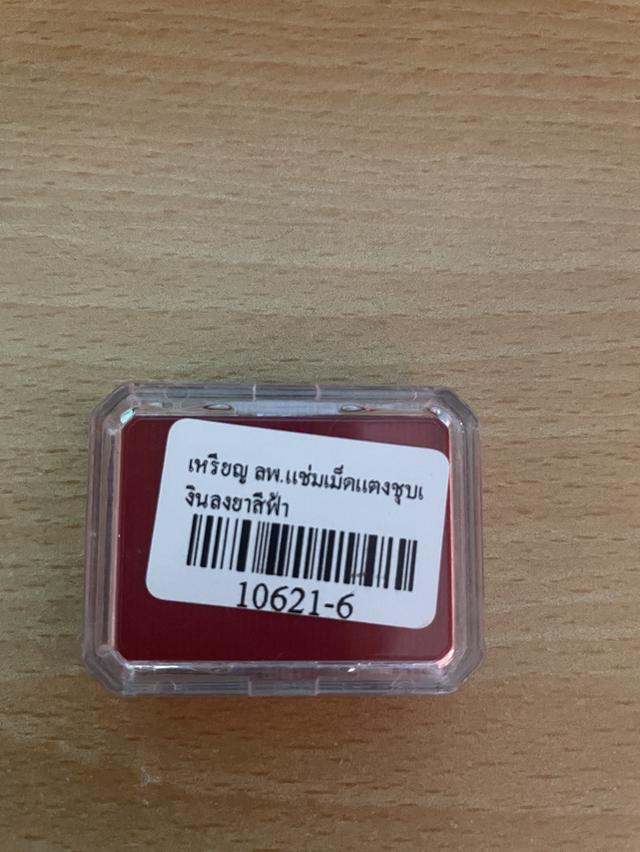 เหรียญ ลพ.แช่มเม็ดแตงชุบเ
งินลงยาสีฟ้า
10621-6